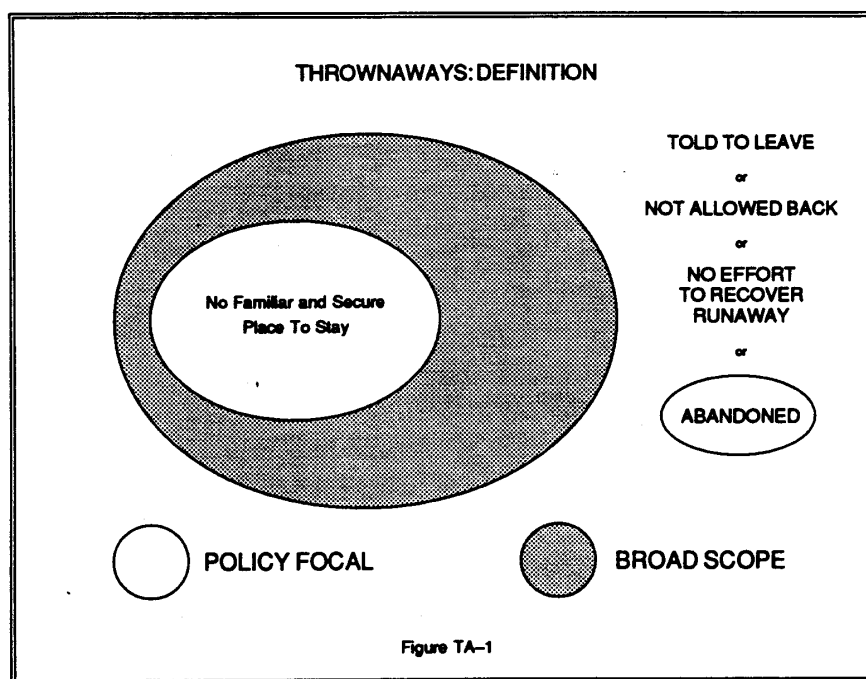 THROWNAWAYS: DEFINITION
No Familiar and Secure
Place To Stay
TOLD TO LEAVE
or
NOT ALLOWED BACK
or
NO EFFORT
TO RECOVER
RUNAWAY
or
ABANDONED
POLICY FOCAL
BROAD SCOPE
Figure TA–1